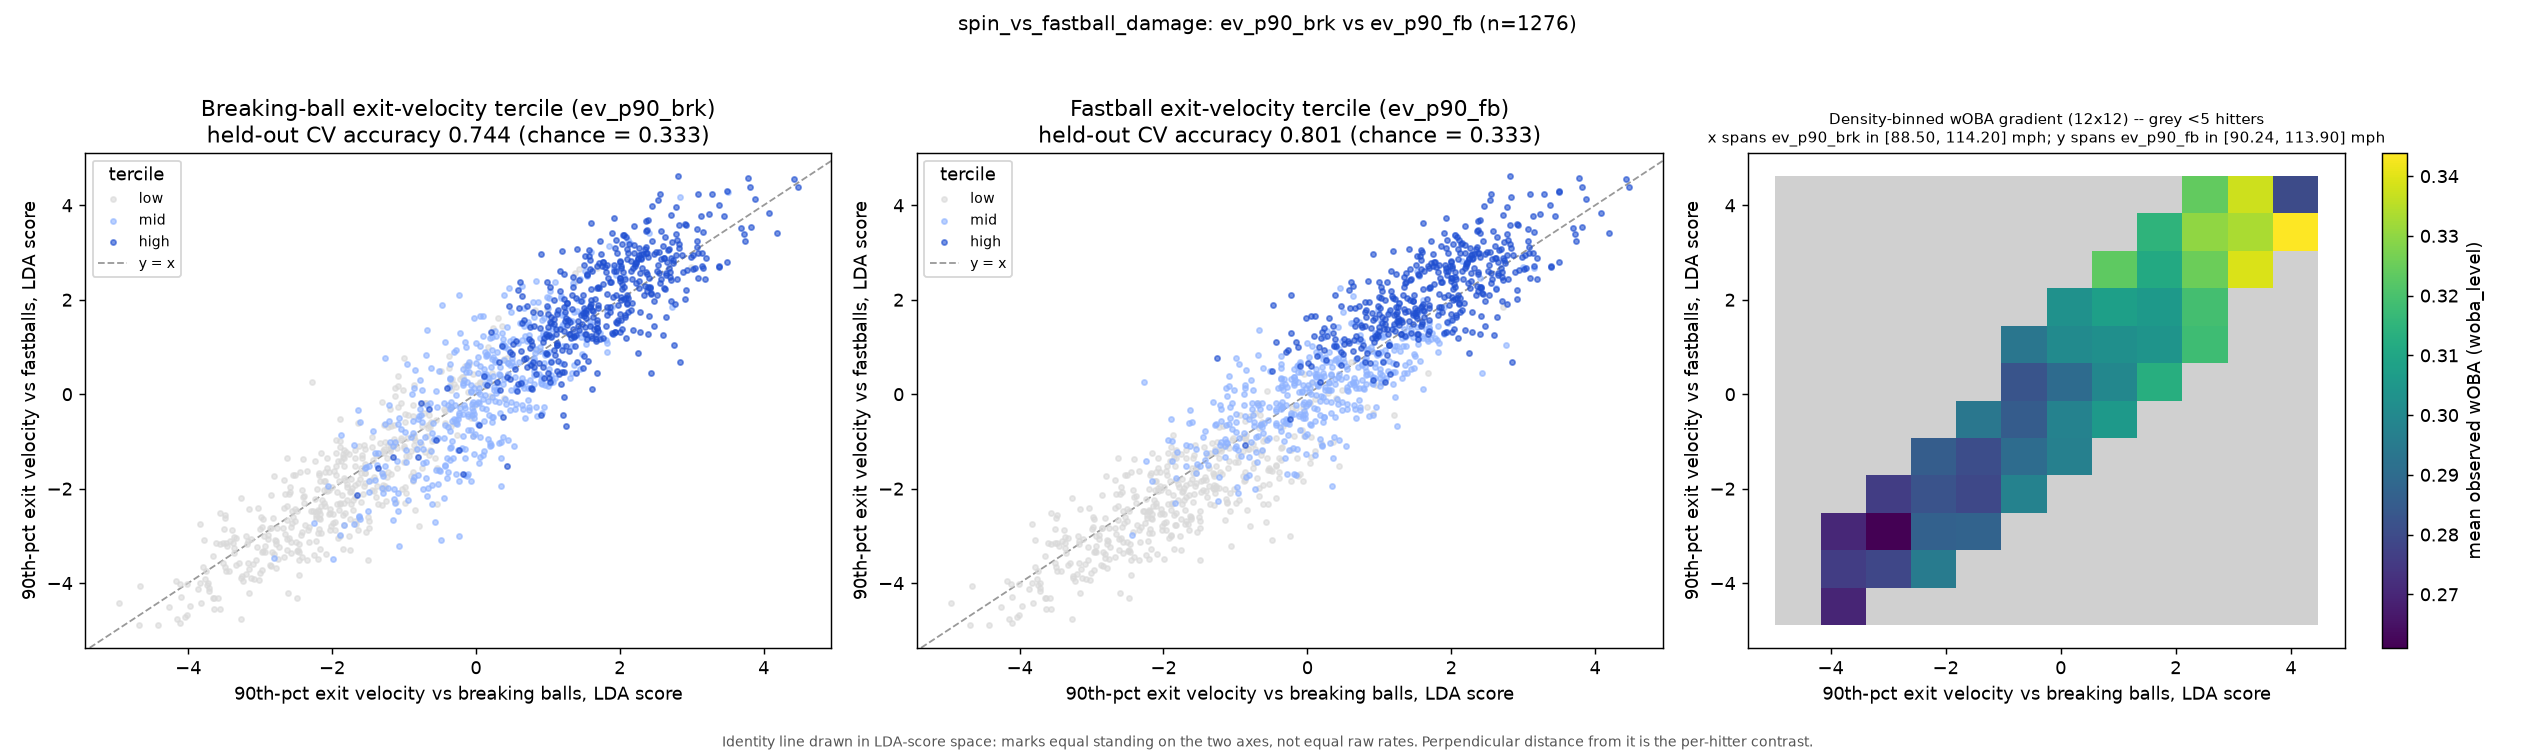 spin_vs_fastball_damage: ev_p90_brk vs ev_p90_fb (n=1276)
Breaking-ball exit-velocity tercile (ev_p90_brk)
held-out CV accuracy 0.744 (chance = 0.333)
tercile
low
mid
high
y = x
4
2
0
−2
−4
90th-pct exit velocity vs fastballs, LDA score
−4
−2
0
2
4
90th-pct exit velocity vs breaking balls, LDA score
Fastball exit-velocity tercile (ev_p90_fb)
held-out CV accuracy 0.801 (chance = 0.333)
tercile
low
mid
high
y = x
4
2
0
−2
−4
90th-pct exit velocity vs fastballs, LDA score
−4
−2
0
2
4
90th-pct exit velocity vs breaking balls, LDA score
Density-binned wOBA gradient (12x12) -- grey <5 hitters
x spans ev_p90_brk in [88.50, 114.20] mph; y spans ev_p90_fb in [90.24, 113.90] mph
4
2
0
−2
−4
90th-pct exit velocity vs fastballs, LDA score
−4
−2
0
2
4
90th-pct exit velocity vs breaking balls, LDA score
0.34
0.33
0.32
0.31
0.30
0.29
0.28
0.27
mean observed wOBA (woba_level)
Identity line drawn in LDA-score space: marks equal standing on the two axes, not equal raw rates. Perpendicular distance from it is the per-hitter contrast.